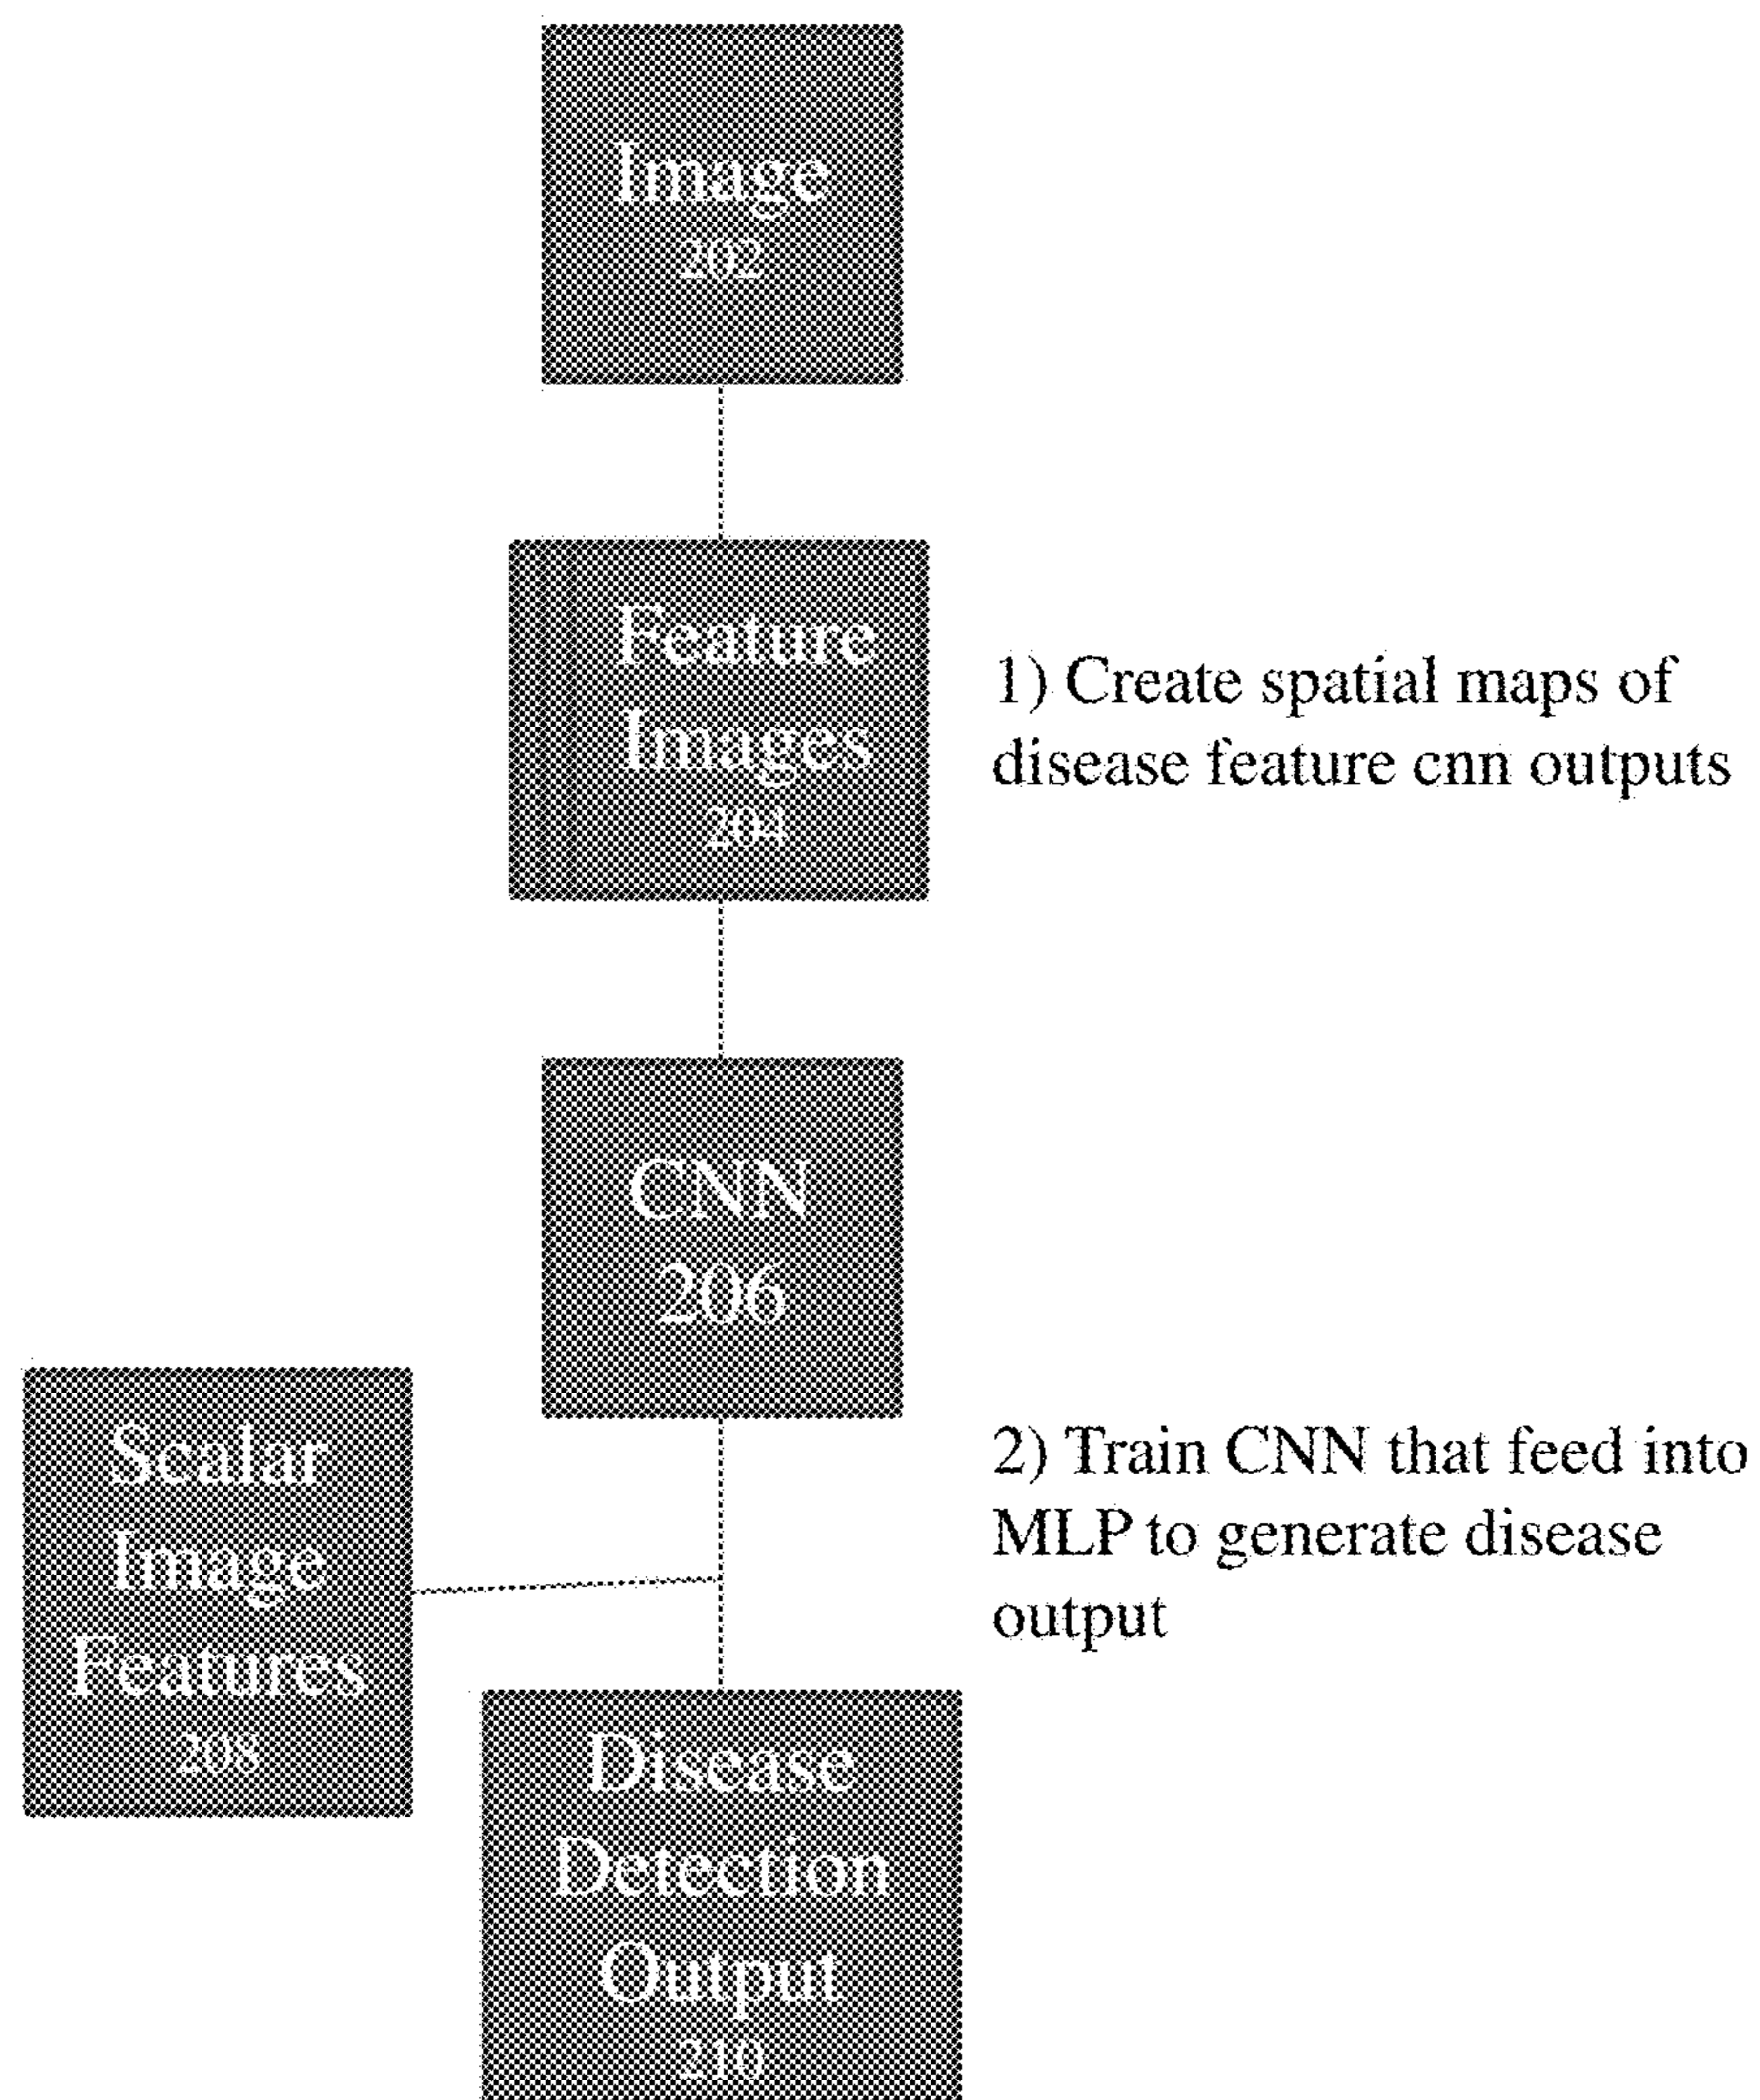 Image
202
Feature
Images
204
1) Create spatial maps of
disease feature cnn outputs
CNN
206
Scalar
Image
Features
208
2) Train CNN that feed into
MLP to generate disease
output
Disease
Detection
Output
210